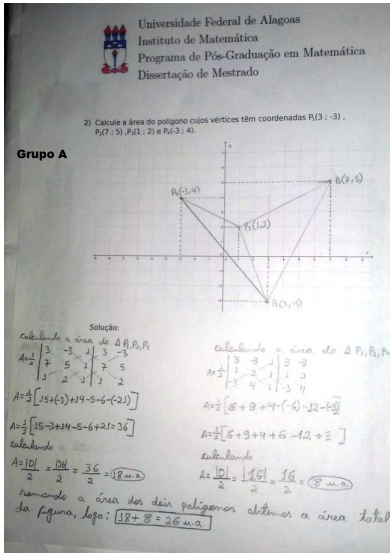 Universidade Federal de Alagoas
Instituto de Matemática
Programa de Pós-Graduação em Matemática
Dissertação de Mestrado
2) Calcule a área do polígono cujos vértices têm coordenadas P₁(3 ; -3) ,
P₂(7 ; 5) ,P₃(1 ; 2) e P₄(-3 ; 4).
Grupo A
P₂(7,5)
P₄(-3,4)
P₃(1,2)
P₁(3,-3)
Solução:
Calculando a área do Δ P₁,P₂,P₃
A=1/2 | 3 -3 1 | 3 -3
7 5 1 | 7 5
1 2 1 | 1 2
A=1/2[15+(-3)+14-5-6-(-21)]
A=1/2[15-3+14-5-6+21=36]
calculando
A=|D|/2 = |36|/2 = 36/2 = 18 u.a
calculando a área do Δ P₁, P₃, P₄
A=1/2 | 3 -3 1 | 3 -3
1 2 1 | 1 2
-3 4 1 | -3 4
A=1/2[6+9+4-(-6)-12-(-3)]
A=1/2[6+9+4+6-12+3]
calculando
A=|D|/2 = |16|/2 = 16/2 = 8 u.a
somando a área dos dois polígonos obtemos a área total
da figura, logo: 18+8 = 26 u.a